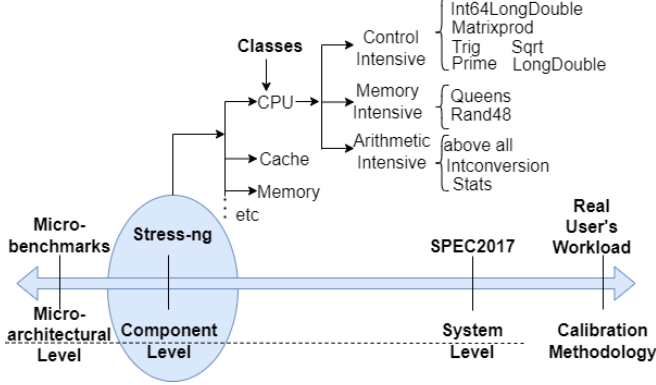 Int64LongDouble
Matrixprod
Trig Sqrt
Prime LongDouble
Control
Intensive
Classes
CPU
Memory
Intensive
Queens
Rand48
Arithmetic
Intensive
above all
Intconversion
Stats
Cache
Memory
etc
Micro-
benchmarks
Stress-ng
SPEC2017
Real
User's
Workload
Micro-
architectural
Level
Component
Level
System
Level
Calibration
Methodology